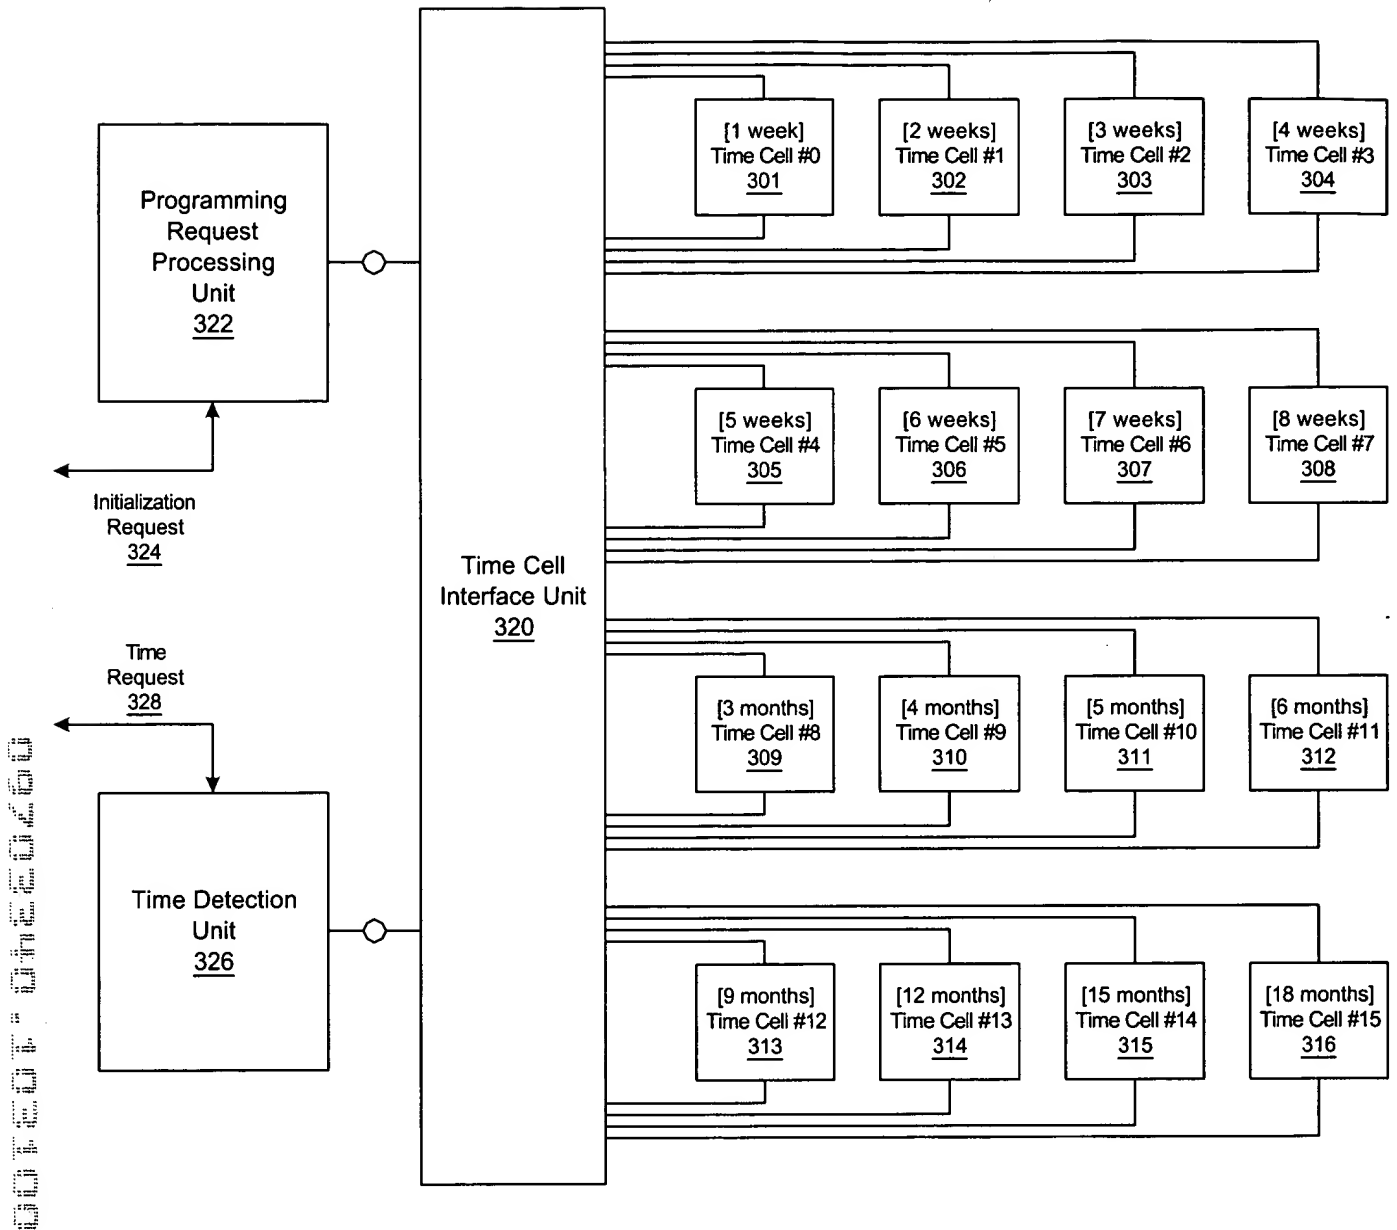 Programming
Request
Processing
Unit
322
Initialization
Request
324
Time
Request
328
Time Detection
Unit
326
Time Cell
Interface Unit
320
[1 week]
Time Cell #0
301
[2 weeks]
Time Cell #1
302
[3 weeks]
Time Cell #2
303
[4 weeks]
Time Cell #3
304
[5 weeks]
Time Cell #4
305
[6 weeks]
Time Cell #5
306
[7 weeks]
Time Cell #6
307
[8 weeks]
Time Cell #7
308
[3 months]
Time Cell #8
309
[4 months]
Time Cell #9
310
[5 months]
Time Cell #10
311
[6 months]
Time Cell #11
312
[9 months]
Time Cell #12
313
[12 months]
Time Cell #13
314
[15 months]
Time Cell #14
315
[18 months]
Time Cell #15
316